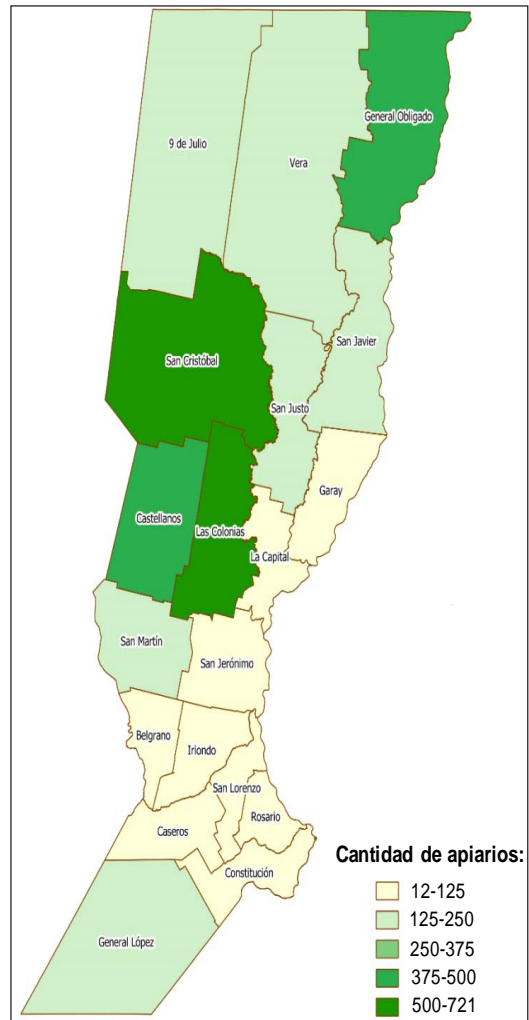 General Obligado
9 de Julio
Vera
San Javier
San Cristóbal
San Justo
Garay
Castellanos
Las Colonias
La Capital
San Martín
San Jerónimo
Belgrano
Iriondo
San Lorenzo
Rosario
Caseros
Constitución
General López
Cantidad de apiarios:
12-125
125-250
250-375
375-500
500-721